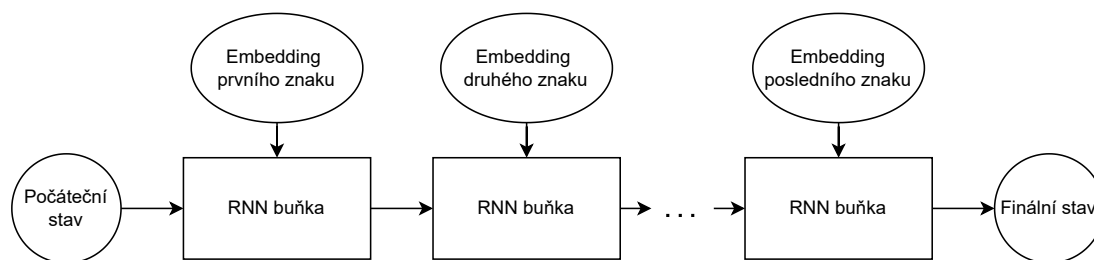 Embedding
prvního znaku
Embedding
druhého znaku
Embedding
posledního znaku
Počáteční
stav
RNN buňka
RNN buňka
. . .
RNN buňka
Finální stav